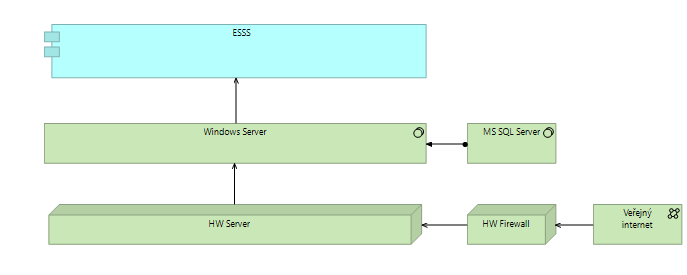 ESSS
Windows Server
MS SQL Server
HW Server
HW Firewall
Veřejný
internet